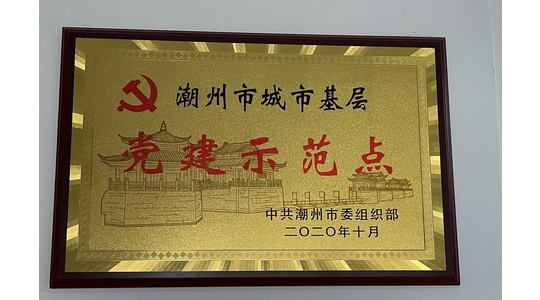 潮州市城市基层
党建示范点
中共潮州市委组织部
二〇二〇年十月